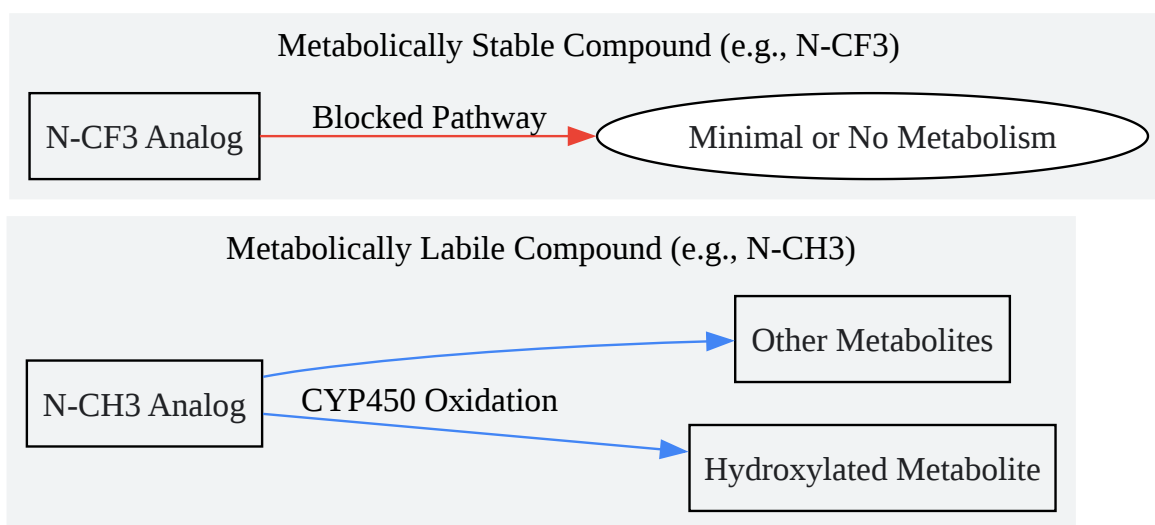 Metabolically Stable Compound (e.g., N-CF3)
N-CF3 Analog
Blocked Pathway
Minimal or No Metabolism
Metabolically Labile Compound (e.g., N-CH3)
Other Metabolites
N-CH3 Analog
CYP450 Oxidation
Hydroxylated Metabolite